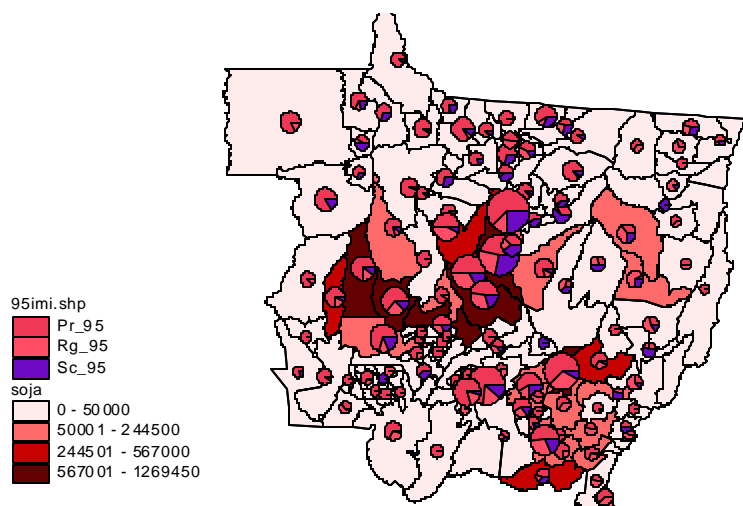 95imi.shp
Pr_95
Rg_95
Sc_95
soja
0 - 50000
50001 - 244500
244501 - 567000
567001 - 1269450